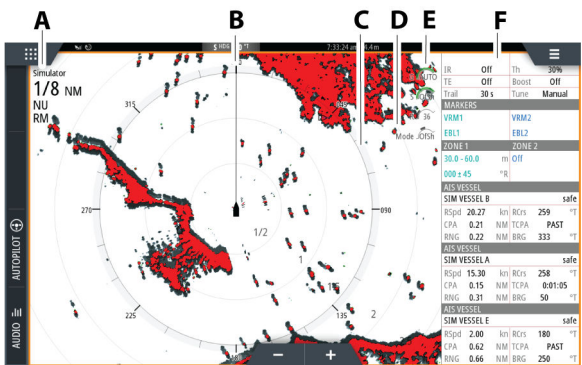 A B C D E F
S HDG °T 7:33:24 am 4.4 m
Simulator
1/8 NM
NU
RM
315
045
270
090
225
135
1/2
1
2
AUTO
36
Mode
AUTOPILOT
AUDIO
- +
IR Off Th 30%
TE Off Boost Off
Trail 30 s Tune Manual
MARKERS
VRM1 VRM2
EBL1 EBL2
ZONE 1 ZONE 2
30.0 - 60.0 m Off
000 ± 45 °R
AIS VESSEL
SIM VESSEL B safe
RSpd 20.27 kn RCrs 259 °T
CPA 0.21 NM TCPA PAST
RNG 0.22 NM BRG 333 °T
AIS VESSEL
SIM VESSEL A safe
RSpd 15.30 kn RCrs 258 °T
CPA 0.15 NM TCPA 0:01:05
RNG 0.31 NM BRG 50 °T
AIS VESSEL
SIM VESSEL E safe
RSpd 2.00 kn RCrs 180 °T
CPA 0.62 NM TCPA PAST
RNG 0.66 NM BRG 250 °T